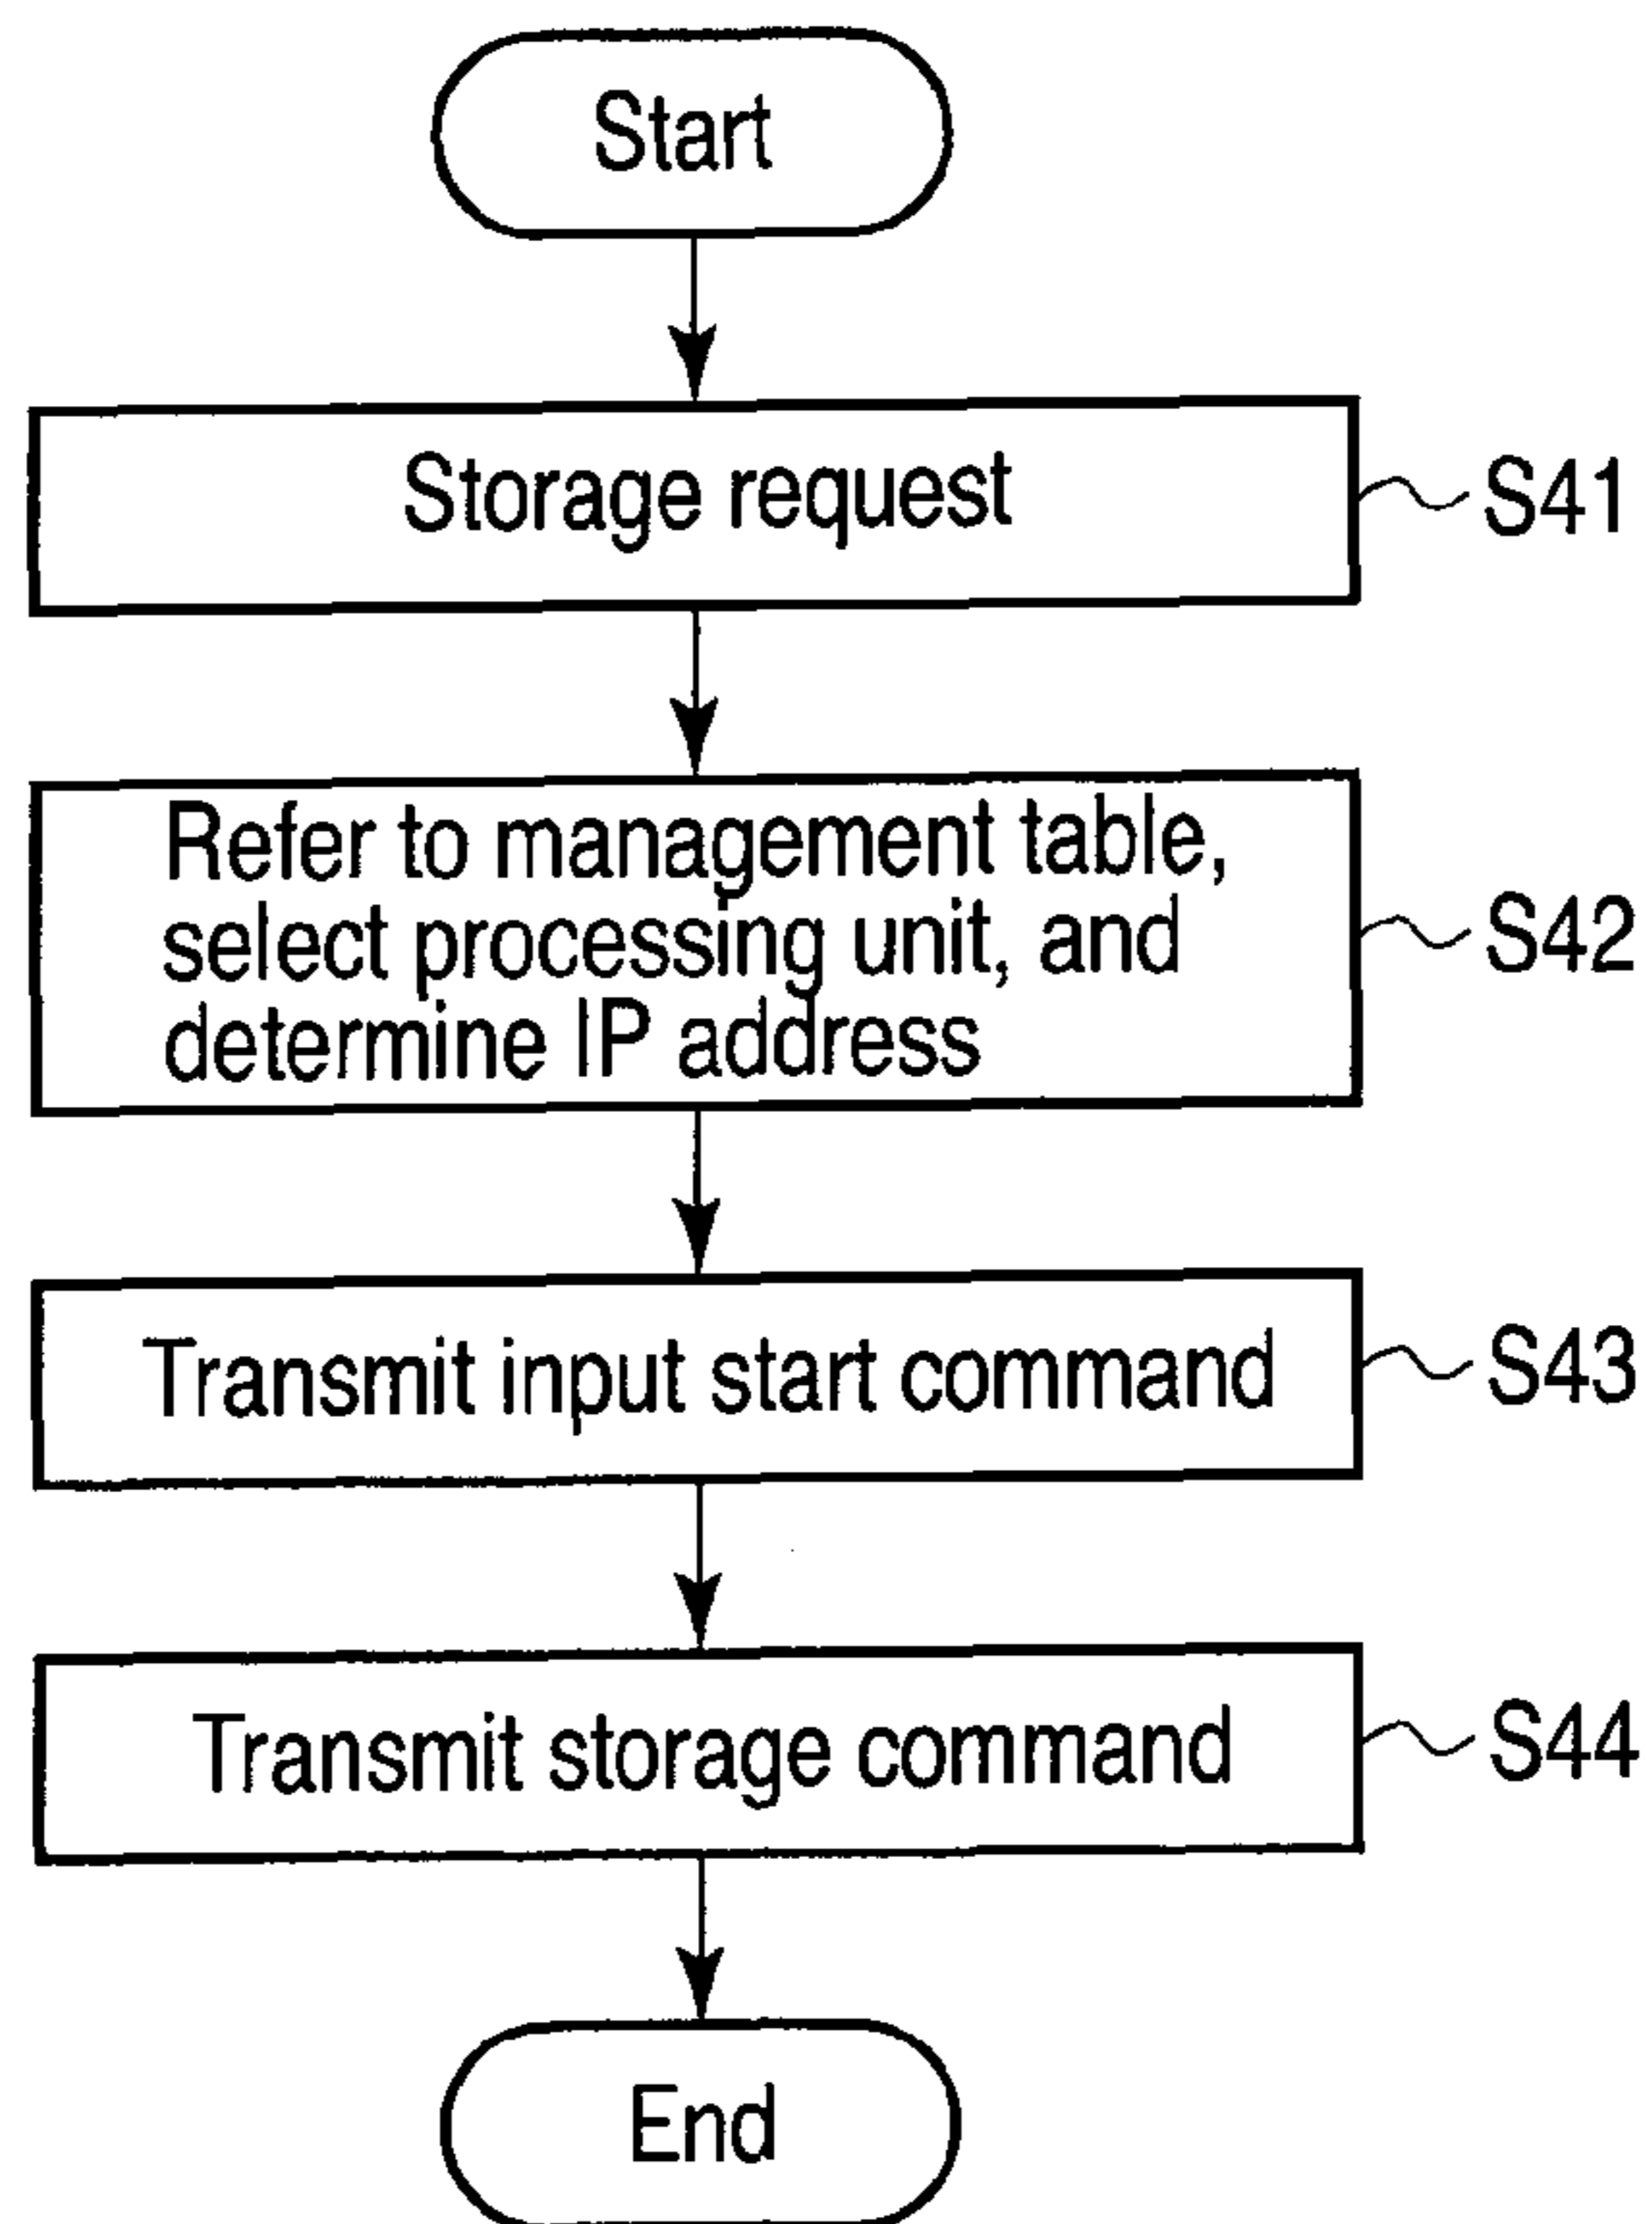 Start
Storage request
S41
Refer to management table,
select processing unit, and
determine IP address
S42
Transmit input start command
S43
Transmit storage command
S44
End